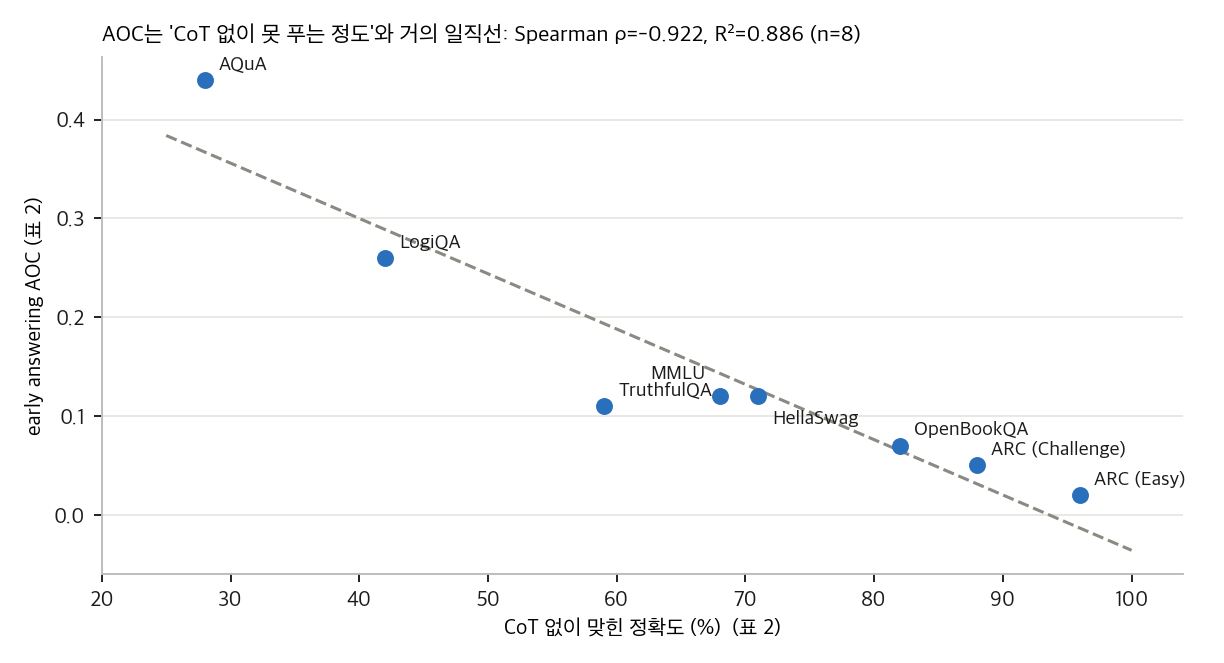 AOC는 'CoT 없이 못 푸는 정도'와 거의 일직선: Spearman ρ=−0.922, R²=0.886 (n=8)
AQuA
0.4
0.3
LogiQA
0.2
MMLU
TruthfulQA
0.1
HellaSwag
OpenBookQA
ARC (Challenge)
ARC (Easy)
0.0
early answering AOC (표 2)
20 30 40 50 60 70 80 90 100
CoT 없이 맞힌 정확도 (%) (표 2)